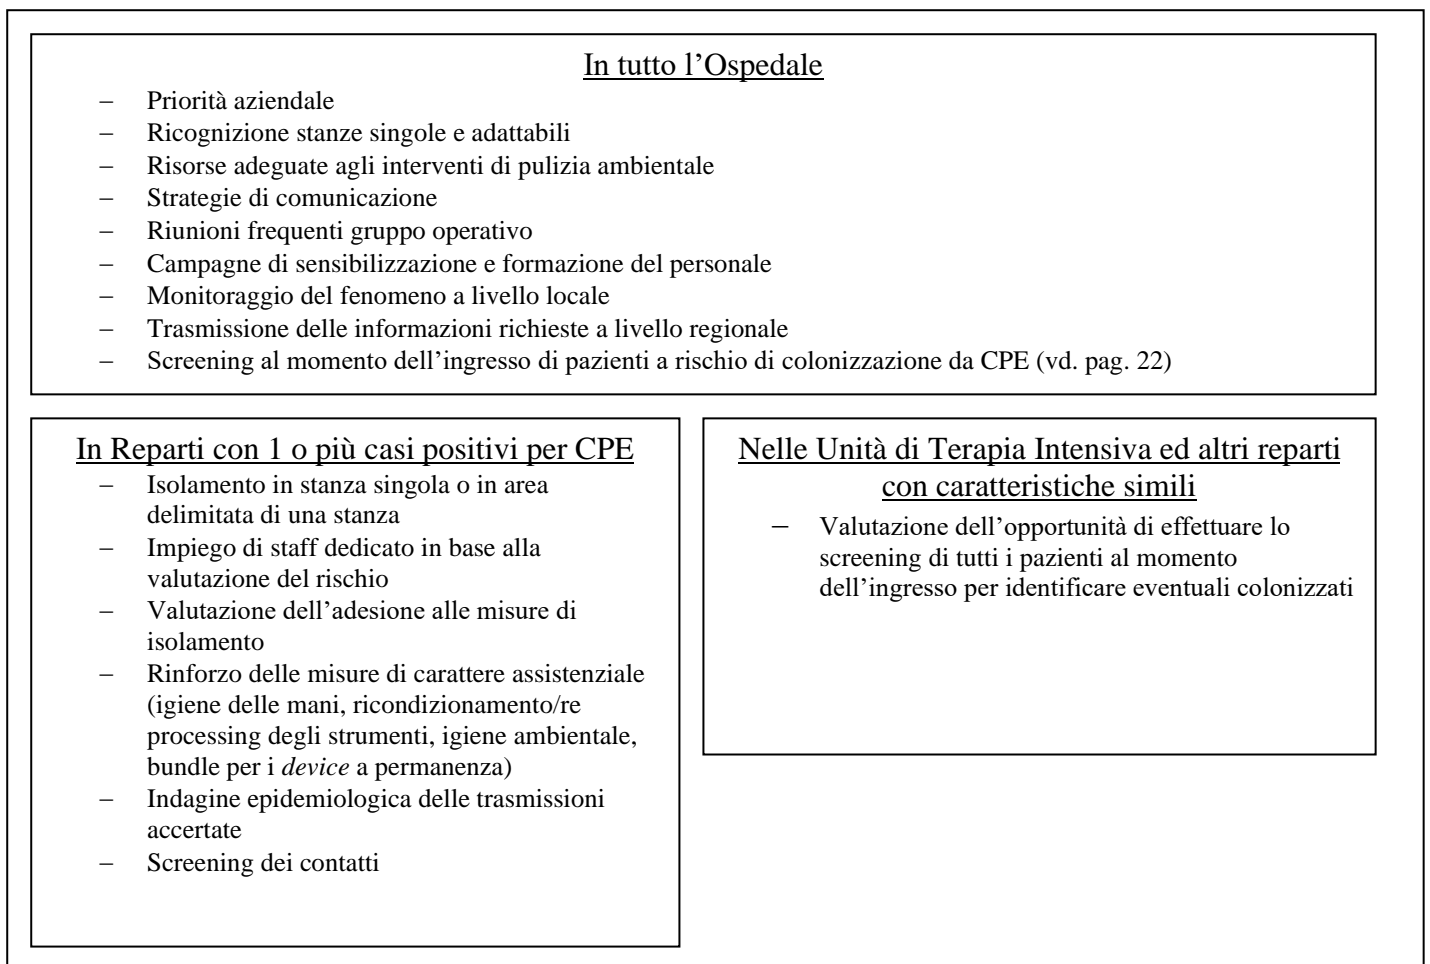 In tutto l’Ospedale
– Priorità aziendale
– Ricognizione stanze singole e adattabili
– Risorse adeguate agli interventi di pulizia ambientale
– Strategie di comunicazione
– Riunioni frequenti gruppo operativo
– Campagne di sensibilizzazione e formazione del personale
– Monitoraggio del fenomeno a livello locale
– Trasmissione delle informazioni richieste a livello regionale
– Screening al momento dell’ingresso di pazienti a rischio di colonizzazione da CPE (vd. pag. 22)
In Reparti con 1 o più casi positivi per CPE
– Isolamento in stanza singola o in area
delimitata di una stanza
– Impiego di staff dedicato in base alla
valutazione del rischio
– Valutazione dell’adesione alle misure di
isolamento
– Rinforzo delle misure di carattere assistenziale
(igiene delle mani, ricondizionamento/re
processing degli strumenti, igiene ambientale,
bundle per i device a permanenza)
– Indagine epidemiologica delle trasmissioni
accertate
– Screening dei contatti
Nelle Unità di Terapia Intensiva ed altri reparti
con caratteristiche simili
– Valutazione dell’opportunità di effettuare lo
screening di tutti i pazienti al momento
dell’ingresso per identificare eventuali colonizzati